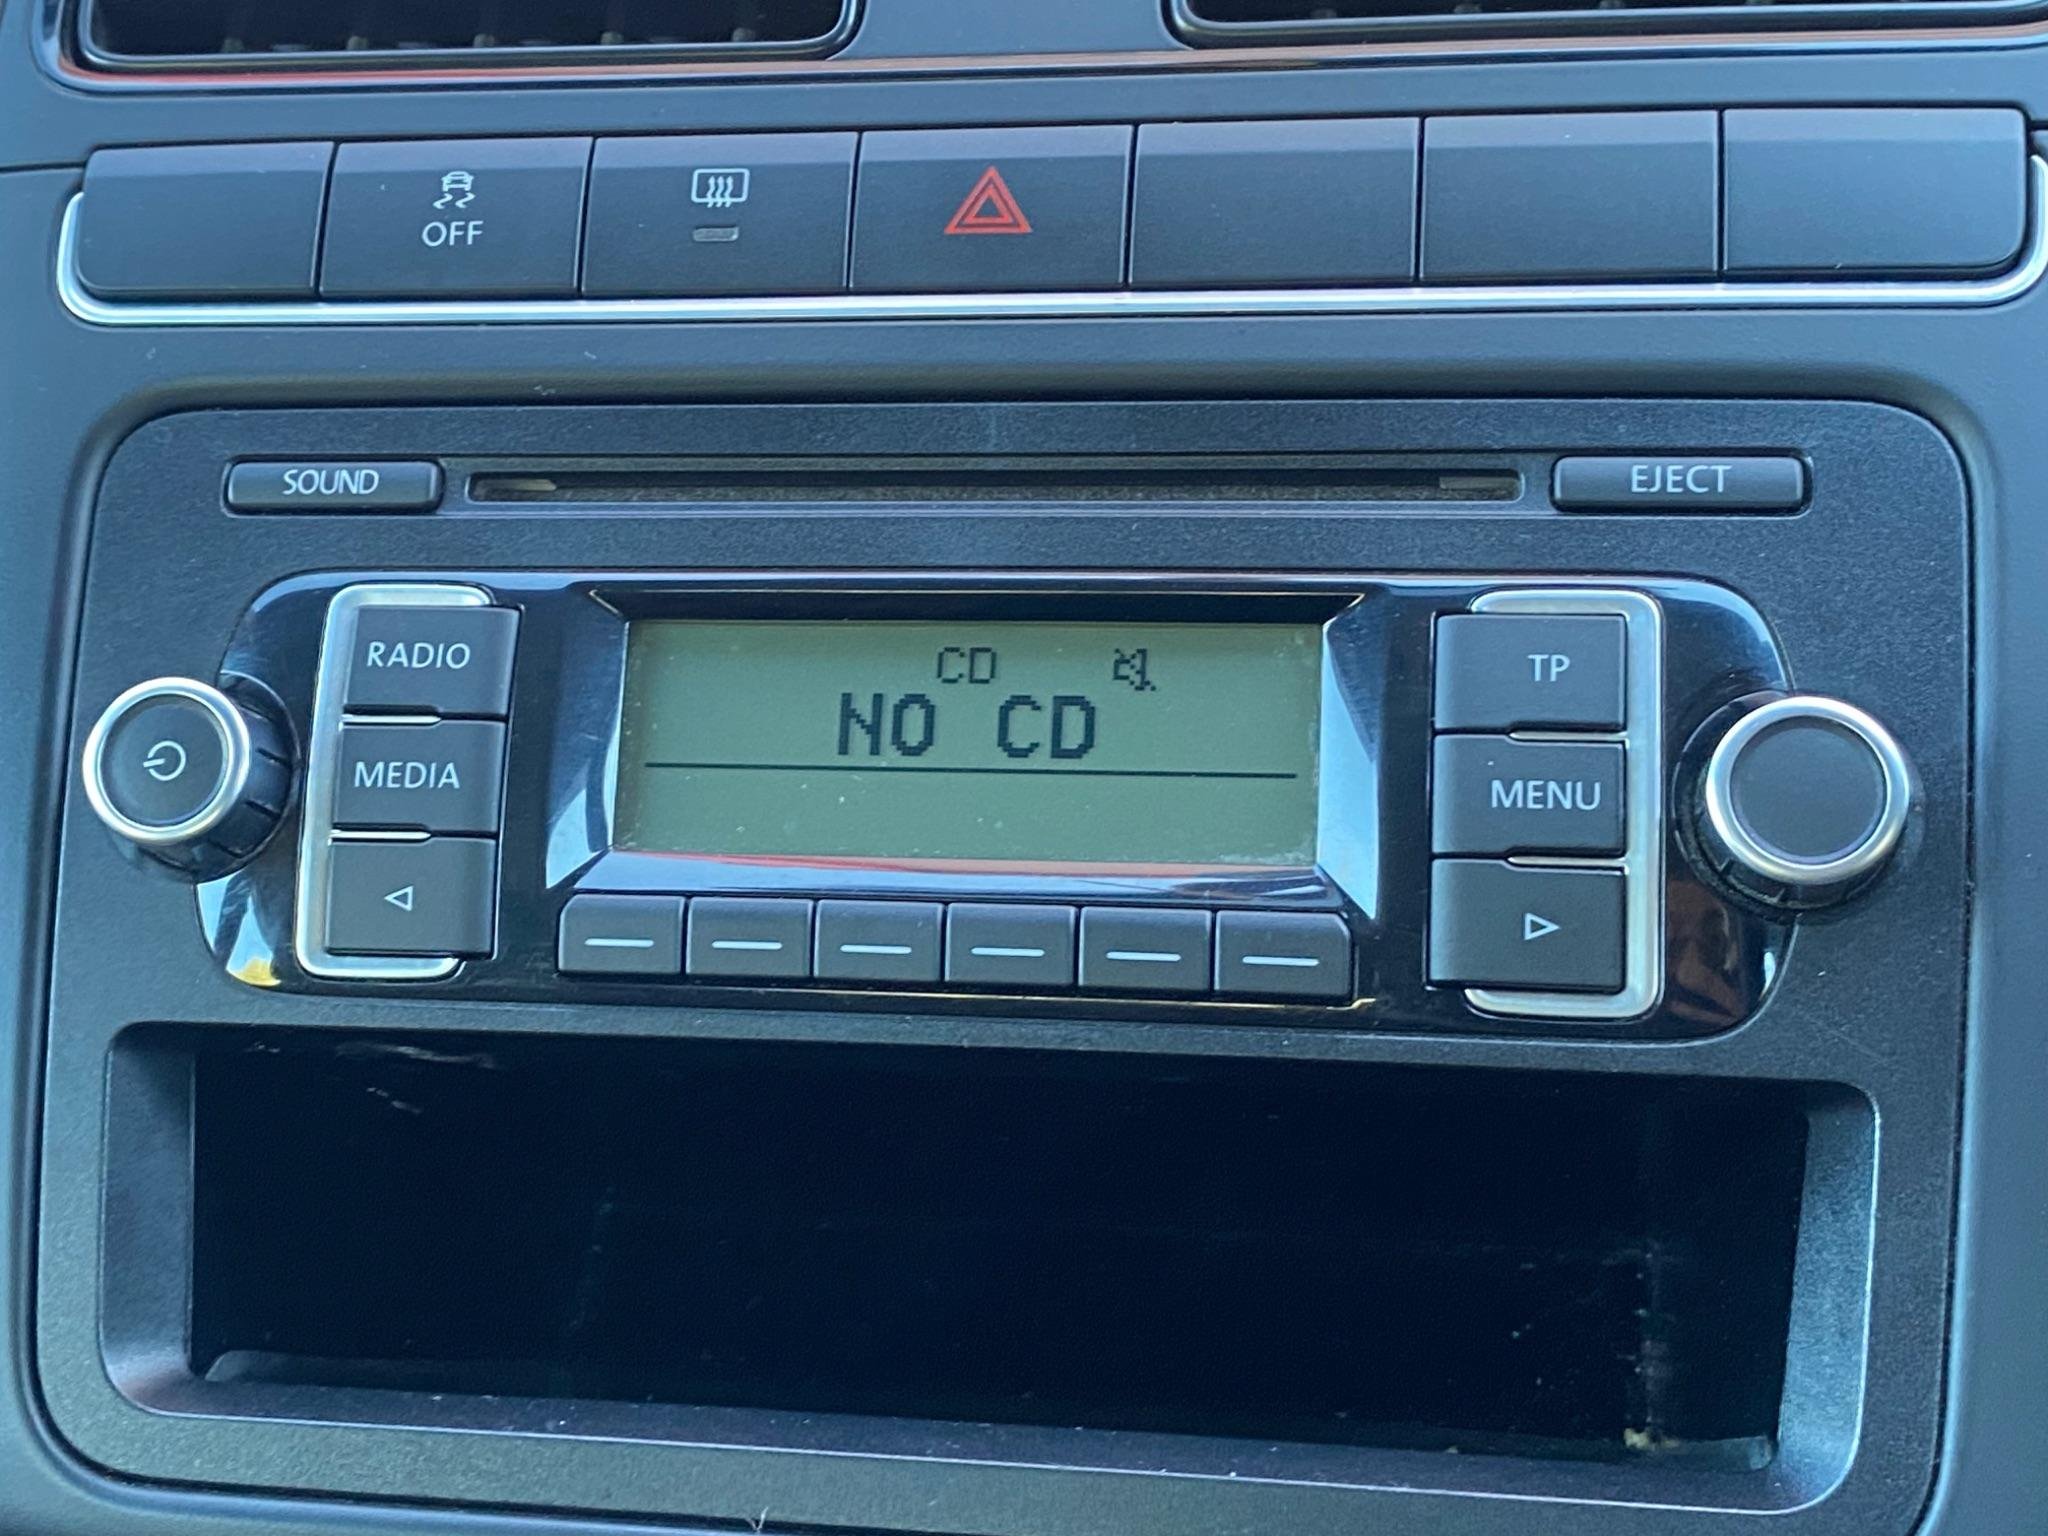 OFF
SOUND
EJECT
RADIO
CD
TP
NO CD
MEDIA
MENU